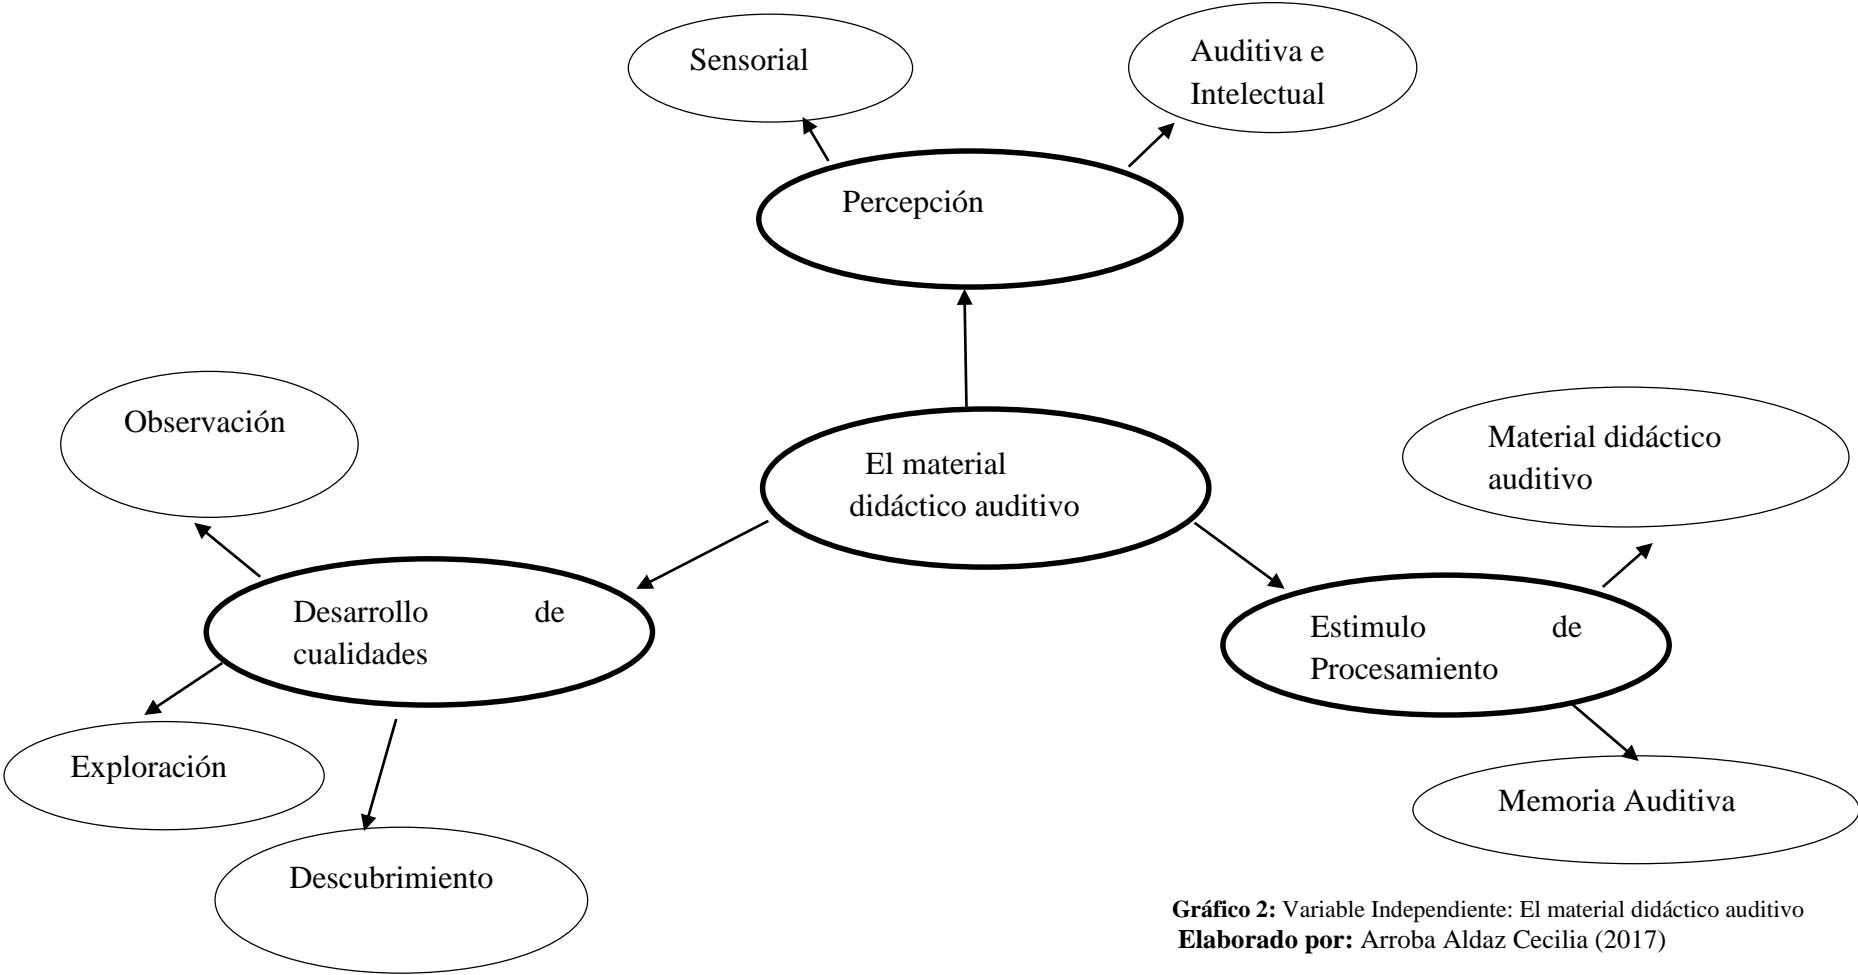 Sensorial
Auditiva e
Intelectual
Percepción
Observación
El material
didáctico auditivo
Material didáctico
auditivo
Desarrollo de
cualidades
Estimulo de
Procesamiento
Exploración
Memoria Auditiva
Descubrimiento
Gráfico 2: Variable Independiente: El material didáctico auditivo
Elaborado por: Arroba Aldaz Cecilia (2017)